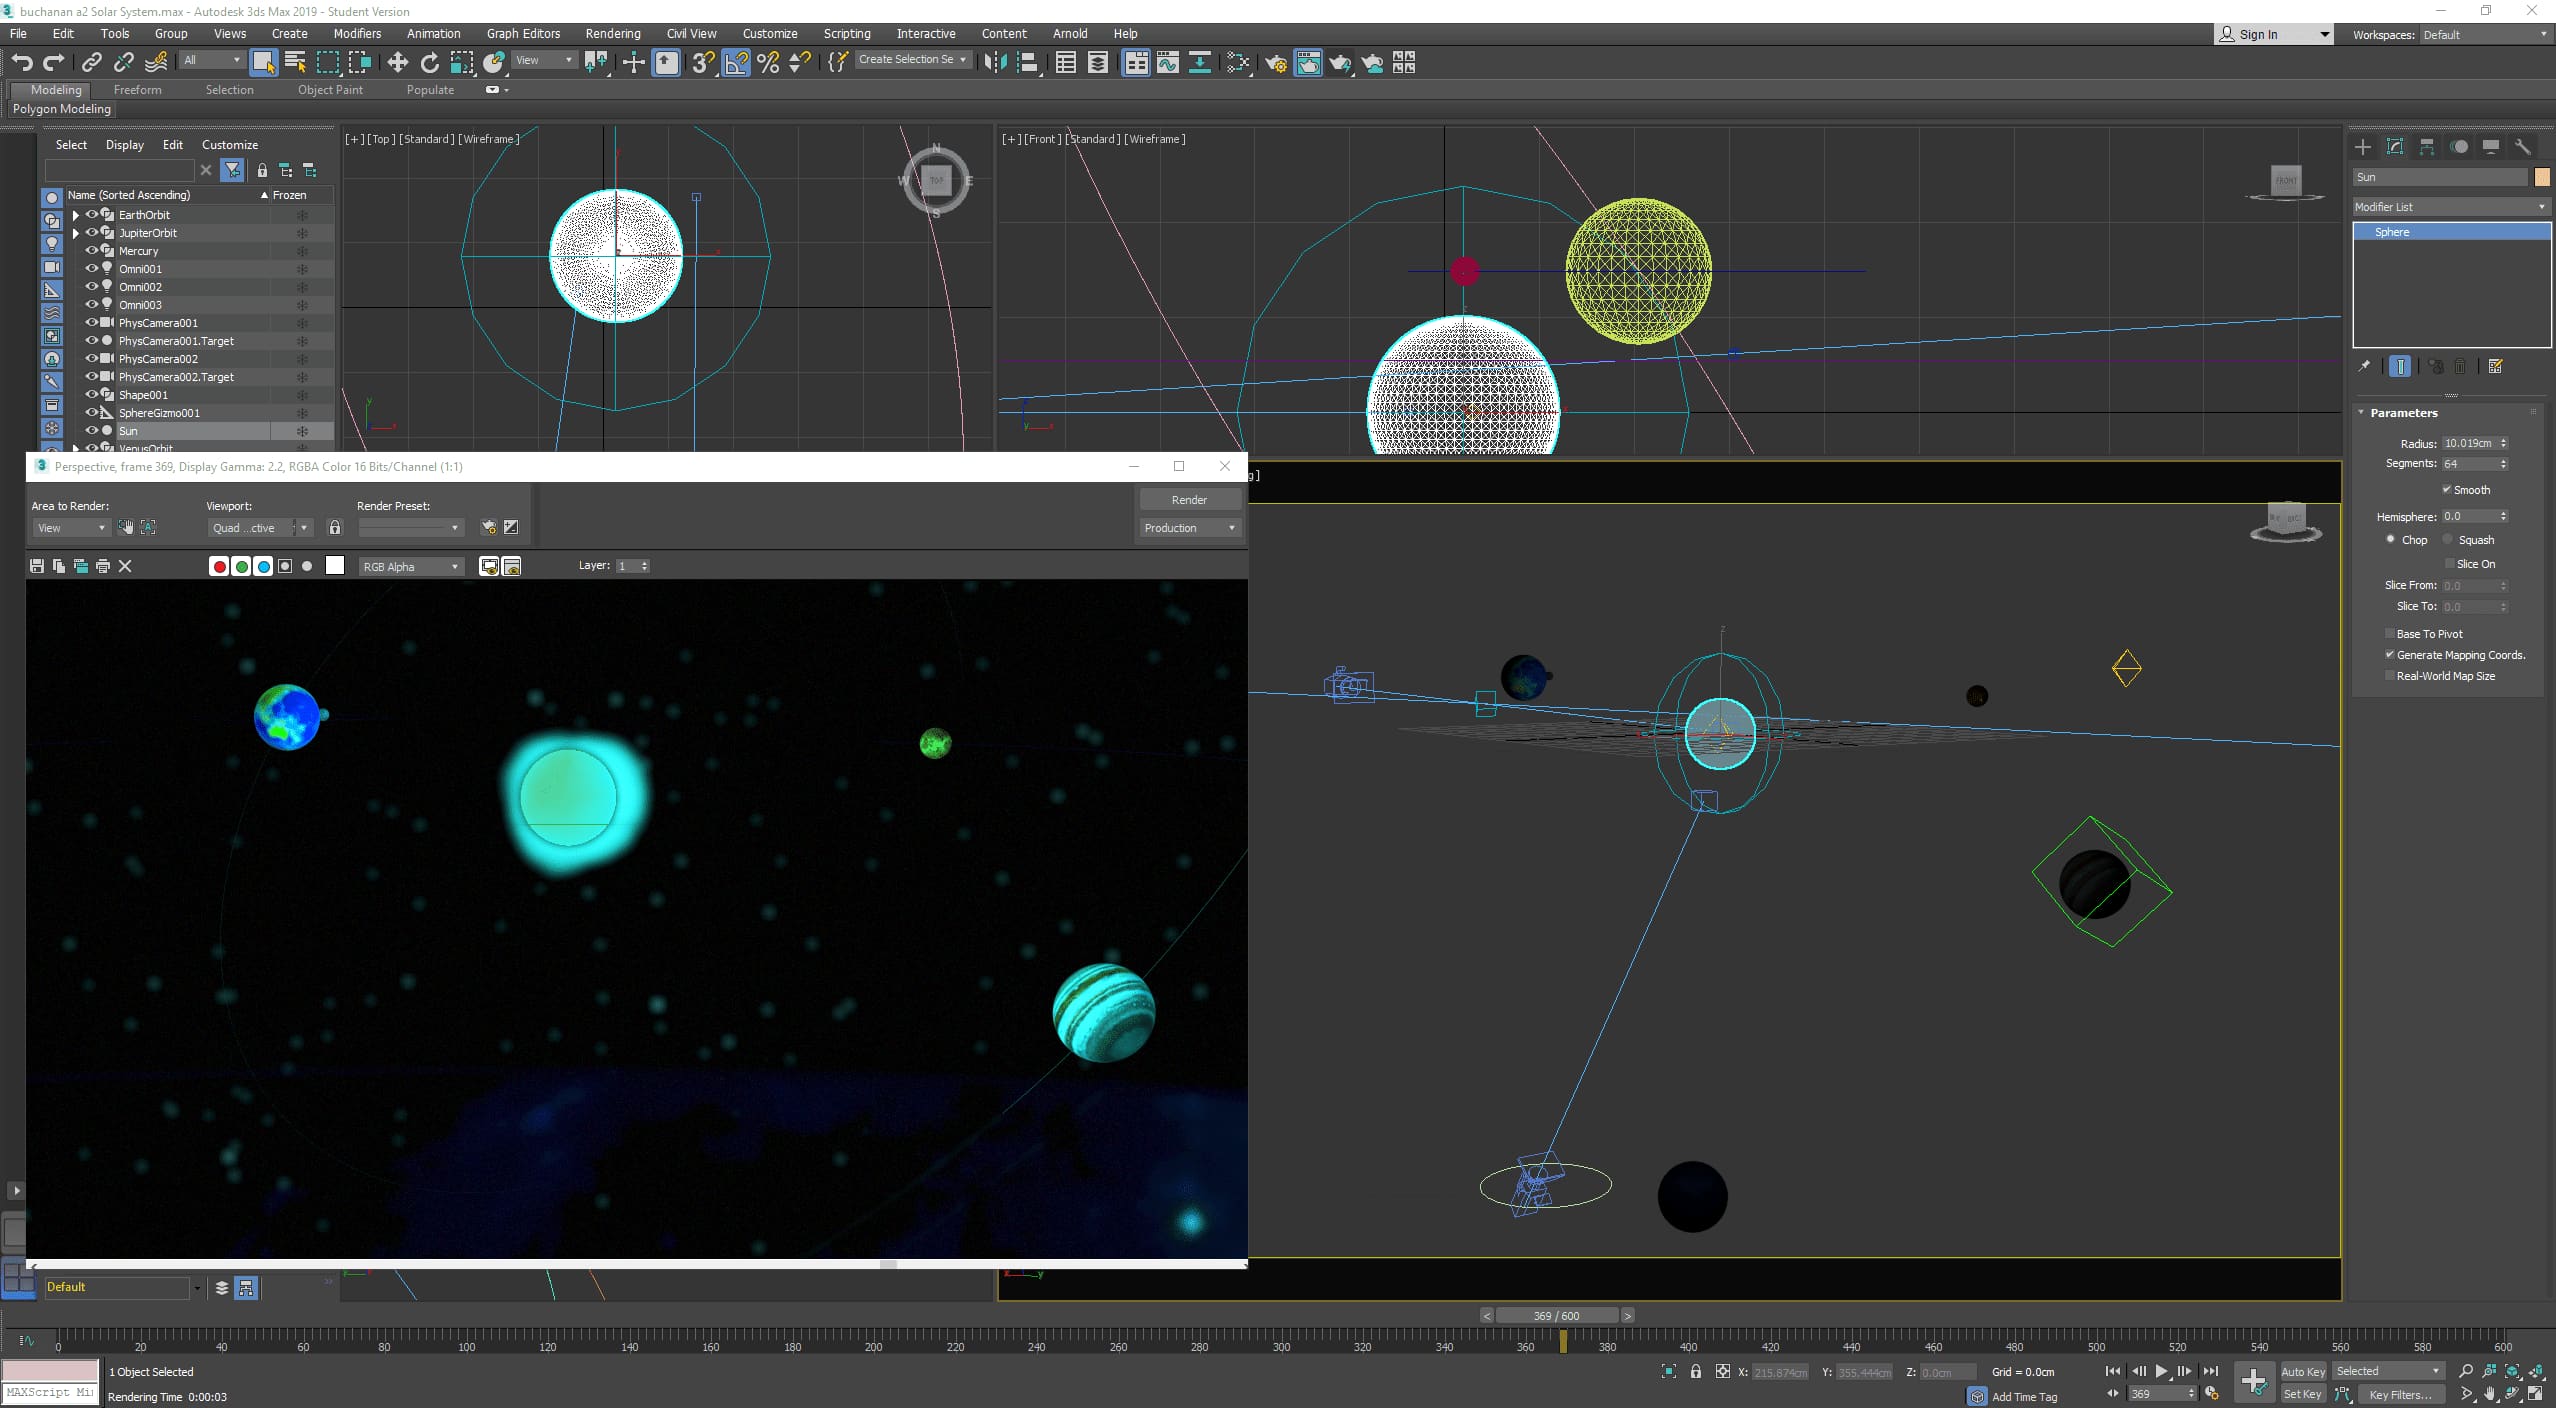 buchanan a2 Solar System.max - Autodesk 3ds Max 2019 - Student Version
File Edit Tools Group Views Create Modifiers Animation Graph Editors Rendering Civil View Customize Scripting Interactive Content Arnold Help
Sign In
Workspaces: Default
All
View
Create Selection Se
Modeling Freeform Selection Object Paint Populate
Polygon Modeling
Select Display Edit Customize
Name (Sorted Ascending) Frozen
EarthOrbit
JupiterOrbit
Mercury
Omni001
Omni002
Omni003
PhysCamera001
PhysCamera001.Target
PhysCamera002
PhysCamera002.Target
Shape001
SphereGizmo001
Sun
VenusOrbit
[+] [Top ] [Standard ] [Wireframe ]
N
W TOP E
S
[+] [Front ] [Standard ] [Wireframe ]
FRONT
Sun
Modifier List
Sphere
Parameters
Radius: 10.019cm
Segments: 64
Smooth
Hemisphere: 0.0
Chop Squash
Slice On
Slice From: 0.0
Slice To: 0.0
Base To Pivot
Generate Mapping Coords.
Real-World Map Size
Perspective, frame 369, Display Gamma: 2.2, RGBA Color 16 Bits/Channel (1:1)
Area to Render: Viewport: Render Preset:
View Quad ...ctive
Render
Production
RGB Alpha
Layer: 1
g]
z
Default
369 / 600
0 20 40 60 80 100 120 140 160 180 200 220 240 260 280 300 320 340 360 380 400 420 440 460 480 500 520 540 560 580 600
MAXScript Mi
1 Object Selected
Rendering Time 0:00:03
X: 215.874cm Y: 355.444cm Z: 0.0cm Grid = 0.0cm
Add Time Tag
369
Auto Key Selected
Set Key Key Filters...